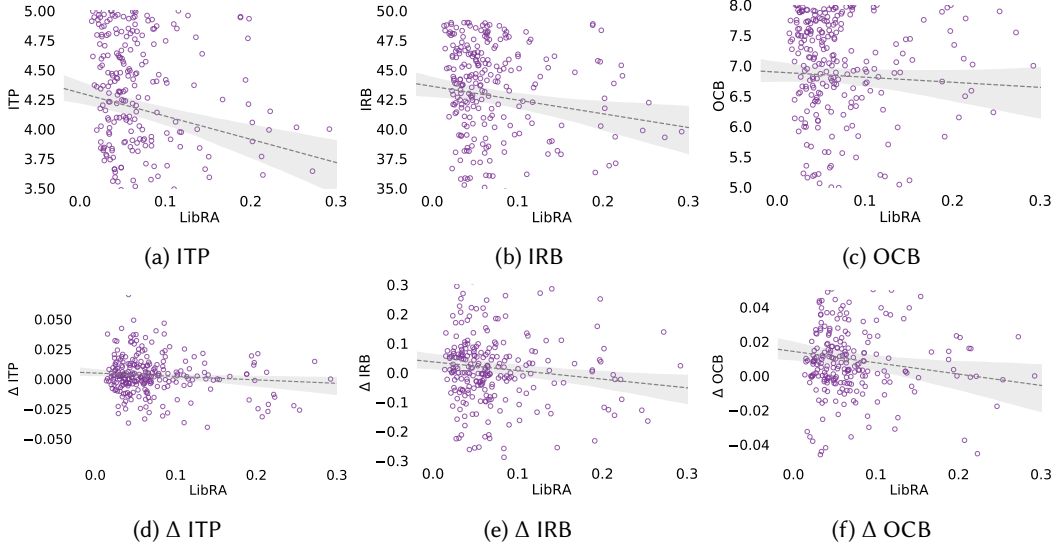 5.00
4.75
4.50
4.25
4.00
3.75
3.50
ITP
0.0 0.1 0.2 0.3
LibRA
(a) ITP
50.0
47.5
45.0
42.5
40.0
37.5
35.0
IRB
0.0 0.1 0.2 0.3
LibRA
(b) IRB
8.0
7.5
7.0
6.5
6.0
5.5
5.0
OCB
0.0 0.1 0.2 0.3
LibRA
(c) OCB
0.050
0.025
0.000
−0.025
−0.050
Δ ITP
0.0 0.1 0.2 0.3
LibRA
(d) Δ ITP
0.3
0.2
0.1
0.0
−0.1
−0.2
−0.3
Δ IRB
0.0 0.1 0.2 0.3
LibRA
(e) Δ IRB
0.04
0.02
0.00
−0.02
−0.04
Δ OCB
0.0 0.1 0.2 0.3
LibRA
(f) Δ OCB